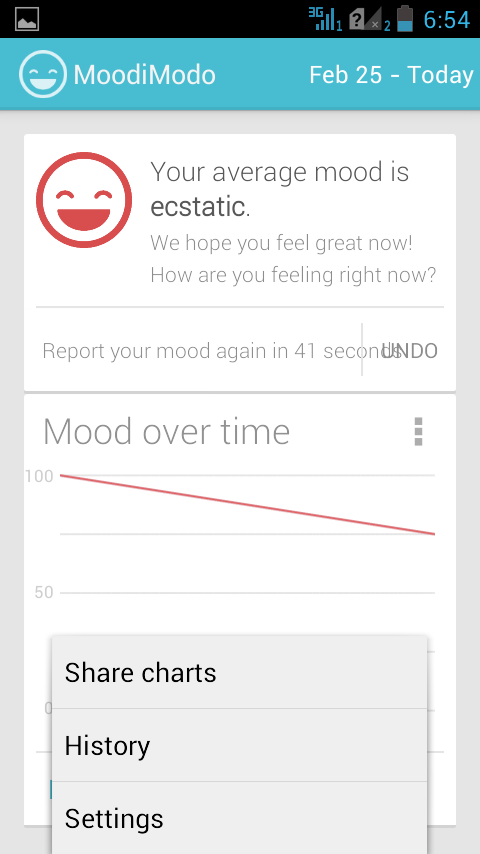 3G 1 ? 2 6:54
MoodiModo Feb 25 - Today
Your average mood is
ecstatic.
We hope you feel great now!
How are you feeling right now?
Report your mood again in 41 seconds
UNDO
Mood over time
100
50
0
Share charts
History
Settings